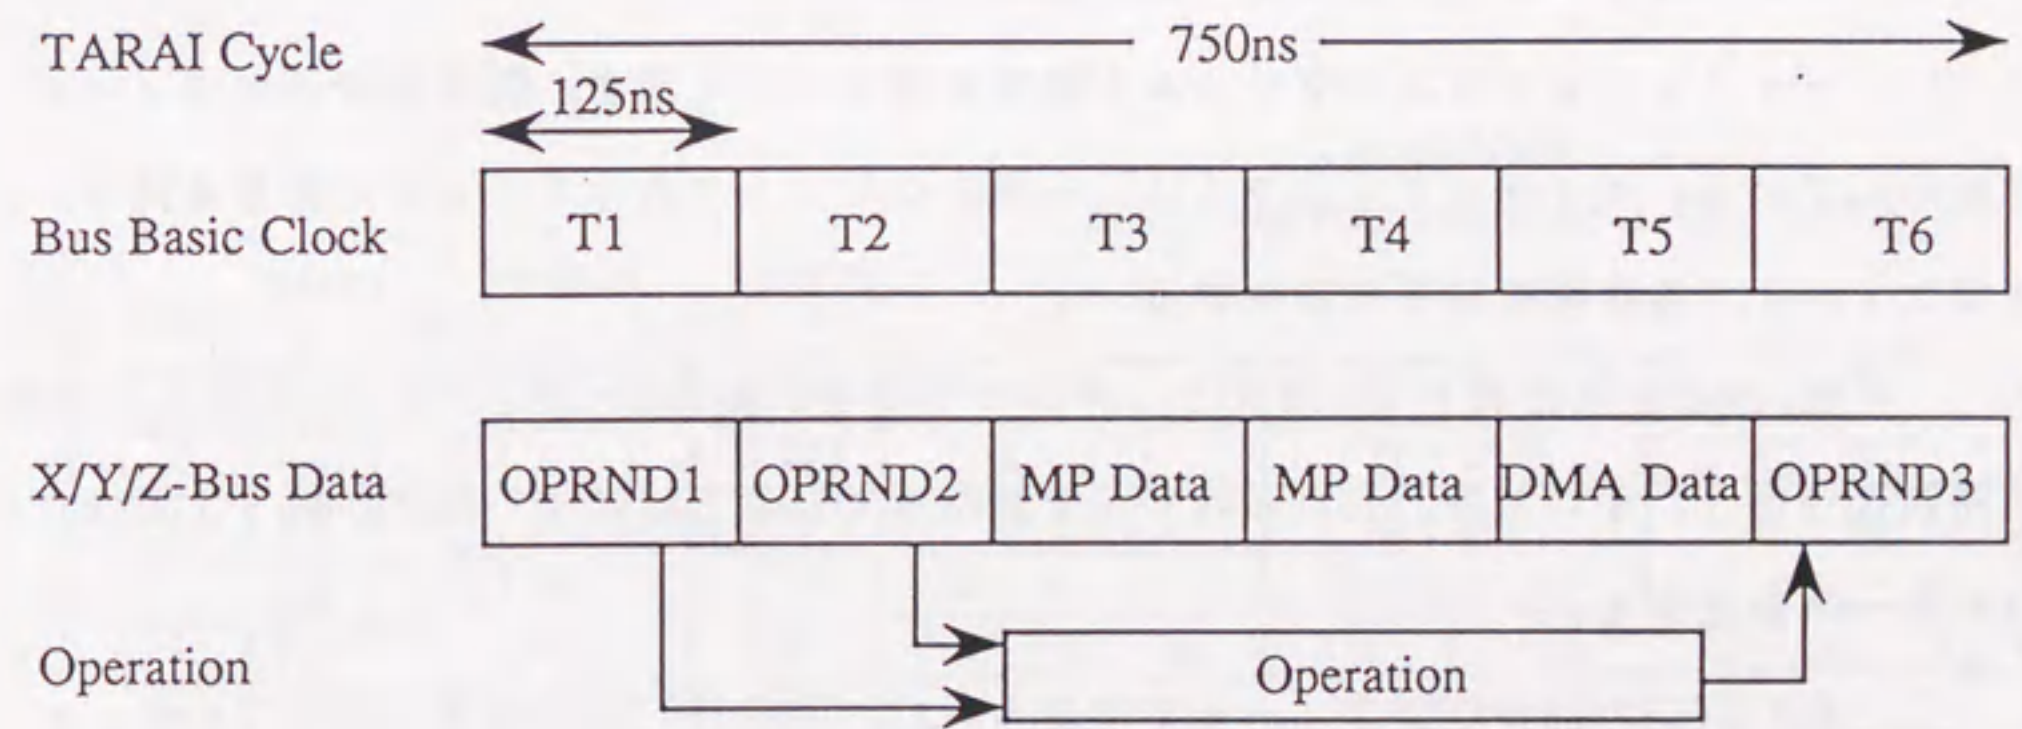 TARAI Cycle
750ns
125ns
Bus Basic Clock
T1 T2 T3 T4 T5 T6
X/Y/Z-Bus Data
OPRND1 OPRND2 MP Data MP Data DMA Data OPRND3
Operation
Operation